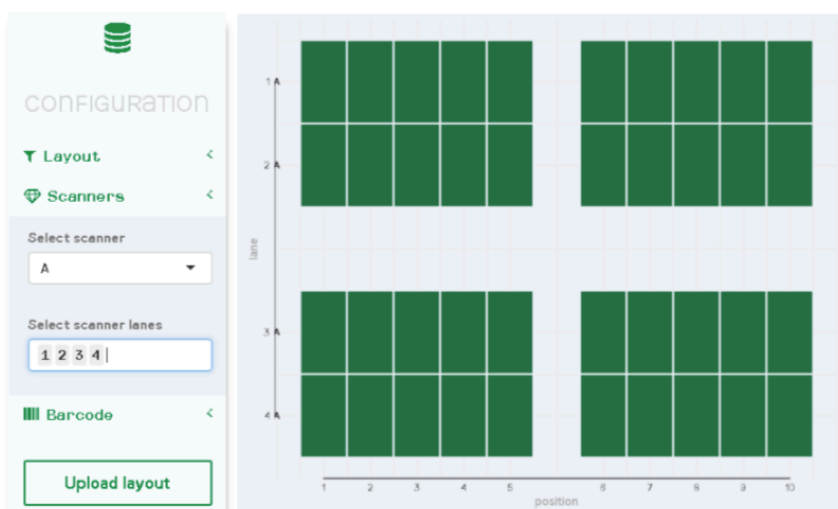 CONFIGURATION
Layout
Scanners
Select scanner
A
Select scanner lanes
1 2 3 4
Barcode
Upload layout
lane
1 A
2 A
3 A
4 A
1 2 3 4 5 6 7 8 9 10
position